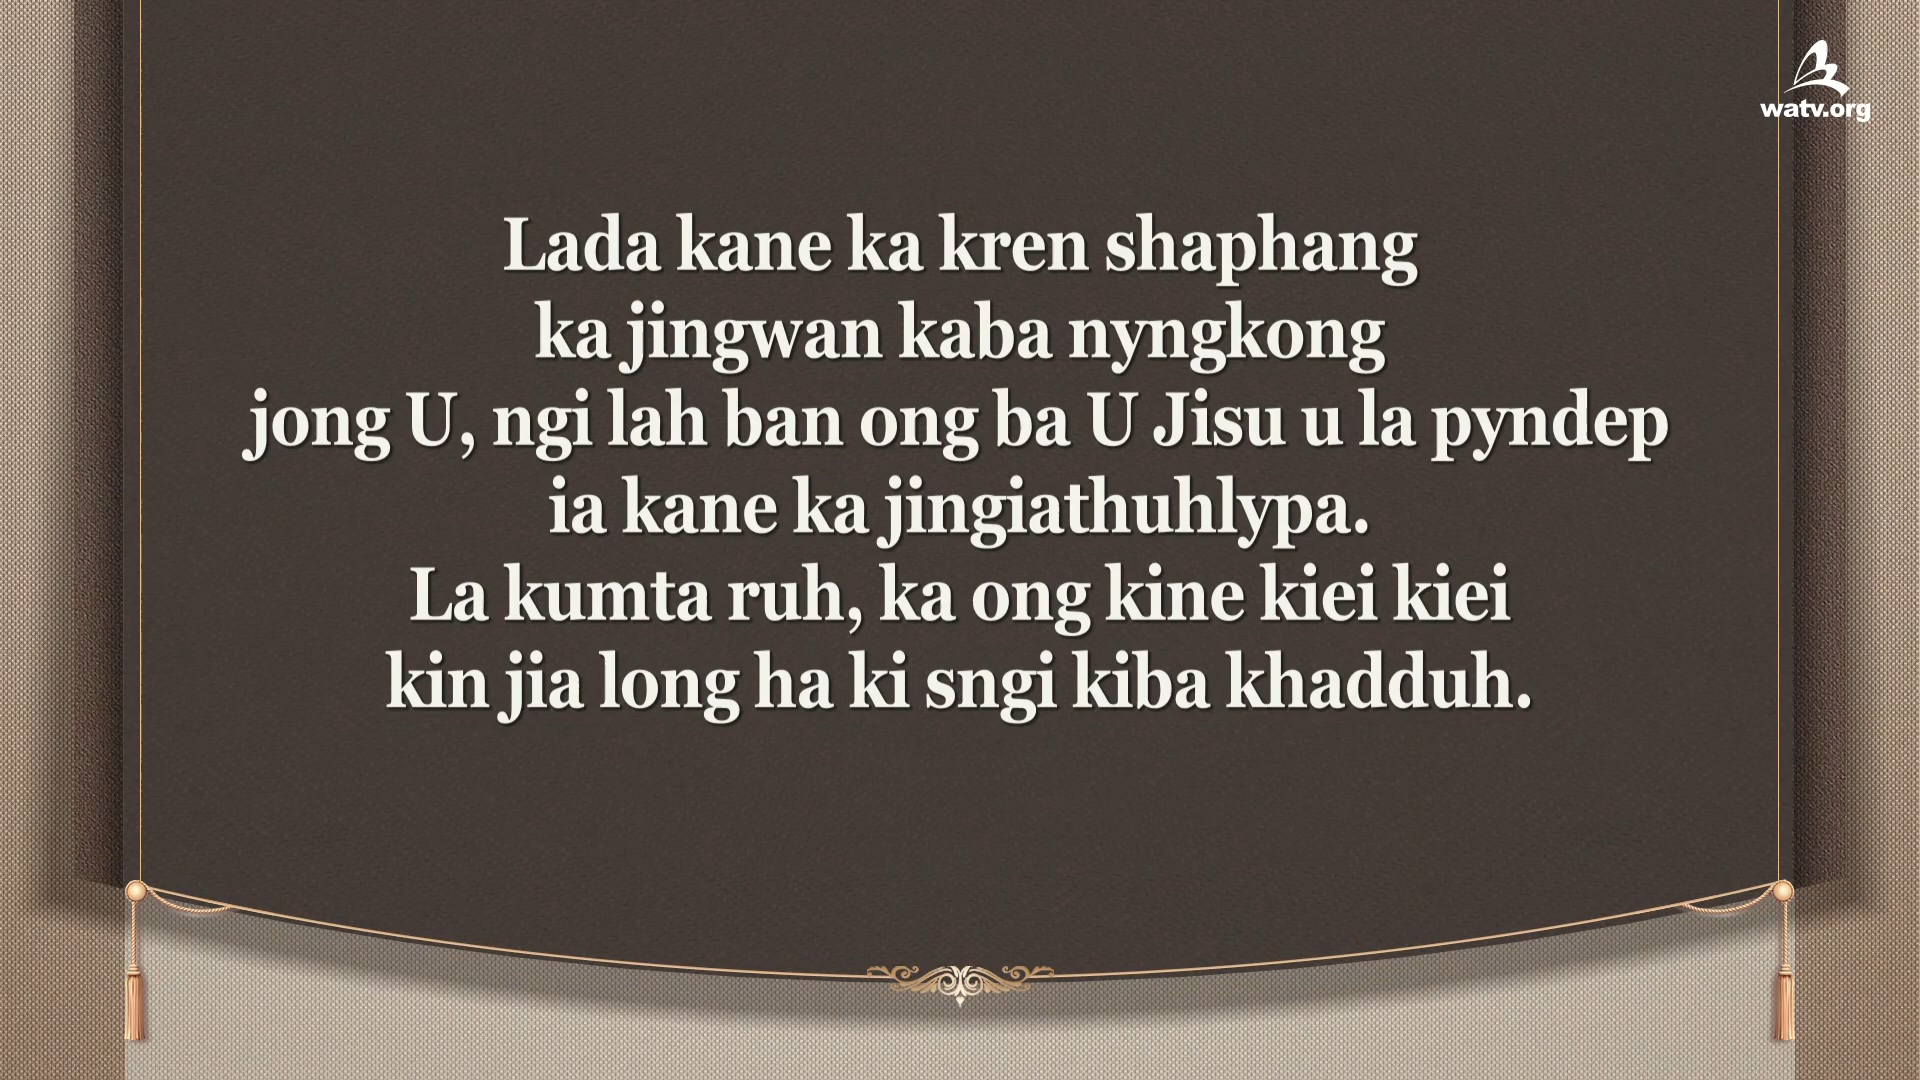 watv.org
Lada kane ka kren shaphang
ka jingwan kaba nyngkong
jong U, ngi lah ban ong ba U Jisu u la pyndep
ia kane ka jingiathuhlypa.
La kumta ruh, ka ong kine kiei kiei
kin jia long ha ki sngi kiba khadduh.